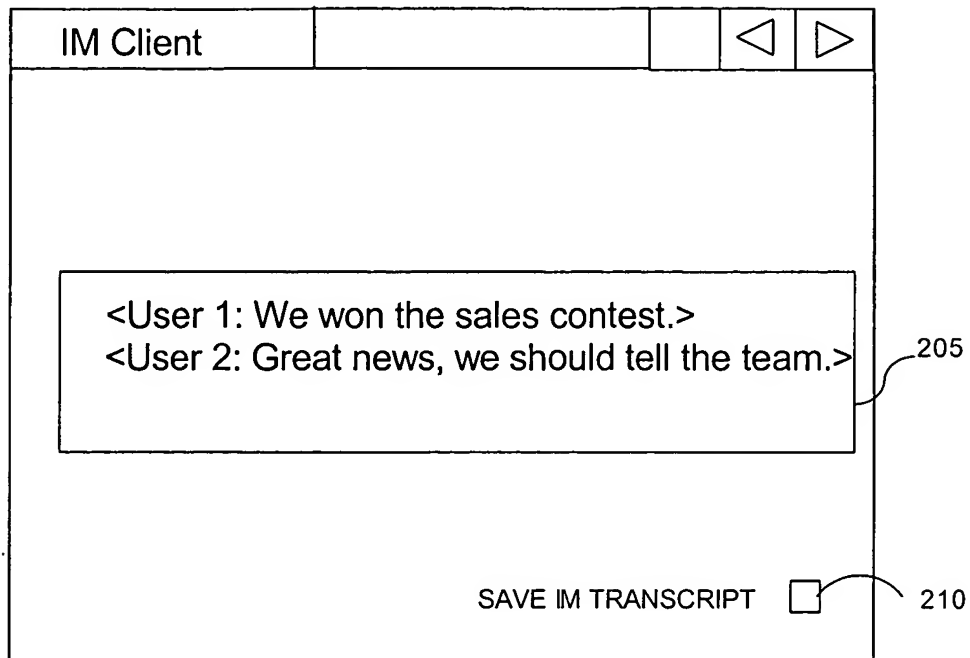 IM Client
<User 1: We won the sales contest.>
<User 2: Great news, we should tell the team.>
205
SAVE IM TRANSCRIPT
210